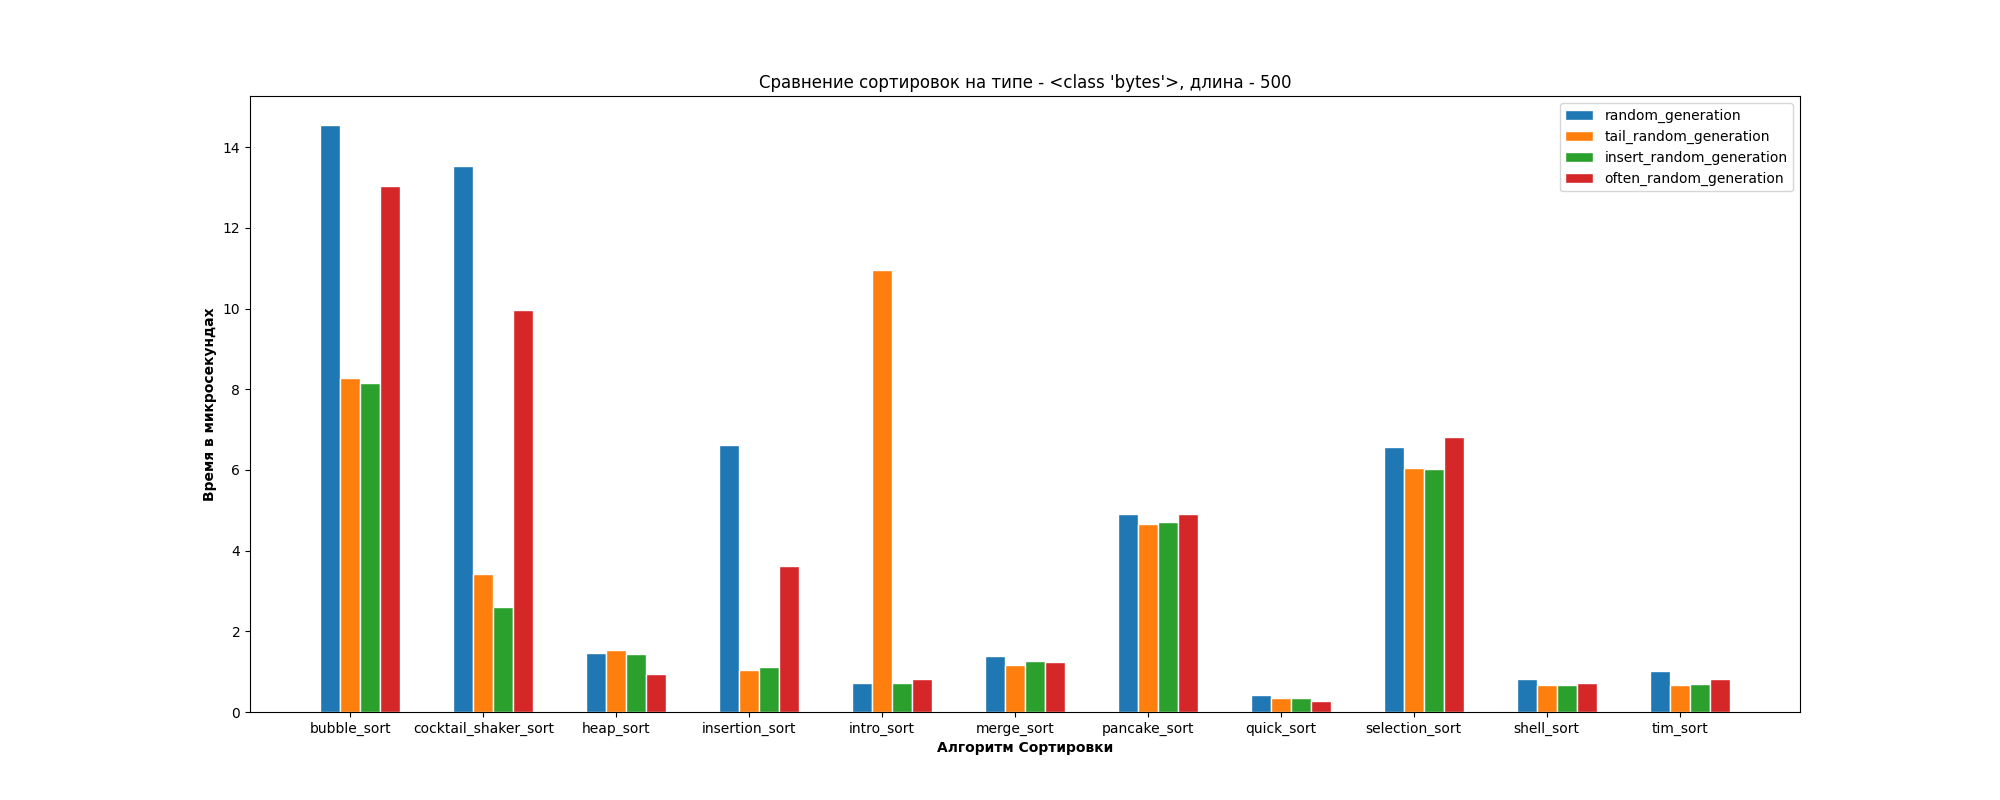 Сравнение сортировок на типе - <class 'bytes'>, длина - 500
random_generation
tail_random_generation
insert_random_generation
often_random_generation
Время в микросекундах
14
12
10
8
6
4
2
0
bubble_sort
cocktail_shaker_sort
heap_sort
insertion_sort
intro_sort
merge_sort
pancake_sort
quick_sort
selection_sort
shell_sort
tim_sort
Алгоритм Сортировки